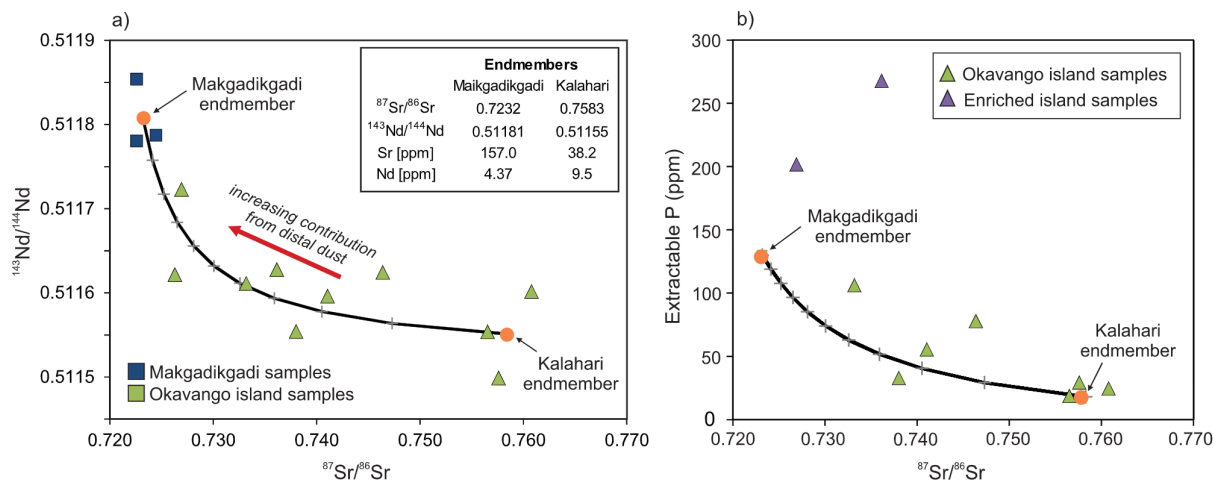 a)
0.5119
0.5118
0.5117
0.5116
0.5115
¹⁴³Nd/¹⁴⁴Nd
0.720
0.730
0.740
0.750
0.760
0.770
⁸⁷Sr/⁸⁶Sr
Makgadikgadi
endmember
Endmembers
Maikgadikgadi Kalahari
⁸⁷Sr/⁸⁶Sr 0.7232 0.7583
¹⁴³Nd/¹⁴⁴Nd 0.51181 0.51155
Sr [ppm] 157.0 38.2
Nd [ppm] 4.37 9.5
increasing contribution
from distal dust
Kalahari
endmember
Makgadikgadi samples
Okavango island samples
b)
300
250
200
150
100
50
0
Extractable P (ppm)
0.720
0.730
0.740
0.750
0.760
0.770
⁸⁷Sr/⁸⁶Sr
Okavango island samples
Enriched island samples
Makgadikgadi
endmember
Kalahari
endmember